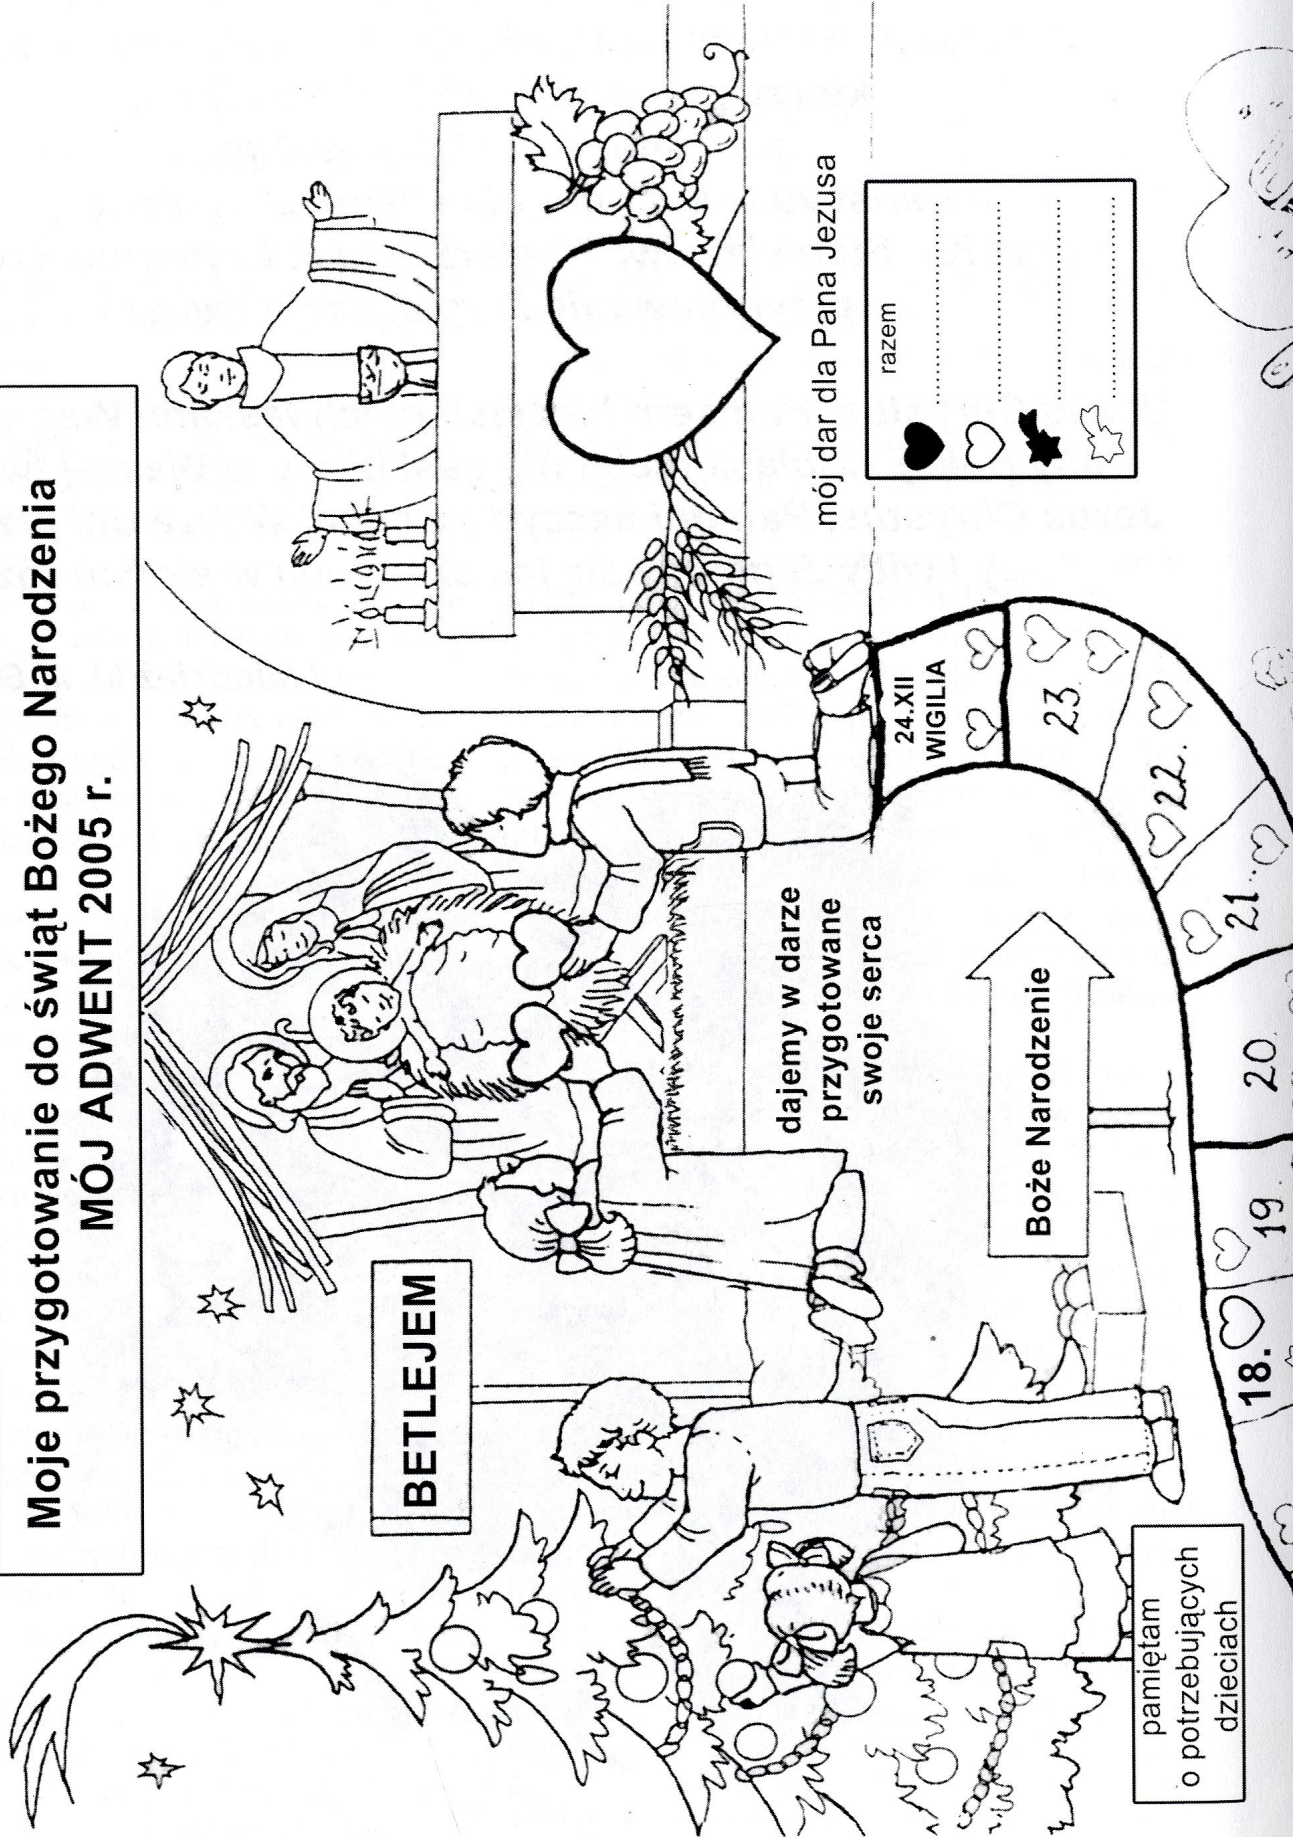 Moje przygotowanie do świąt Bożego Narodzenia
MÓJ ADWENT 2005 r.
BETLEJEM
dajemy w darze
przygotowane
swoje serca
mój dar dla Pana Jezusa
razem
Boże Narodzenie
pamiętam
o potrzebujących
dzieciach
18.
19
20
21.
22.
23
24.XII
WIGILIA